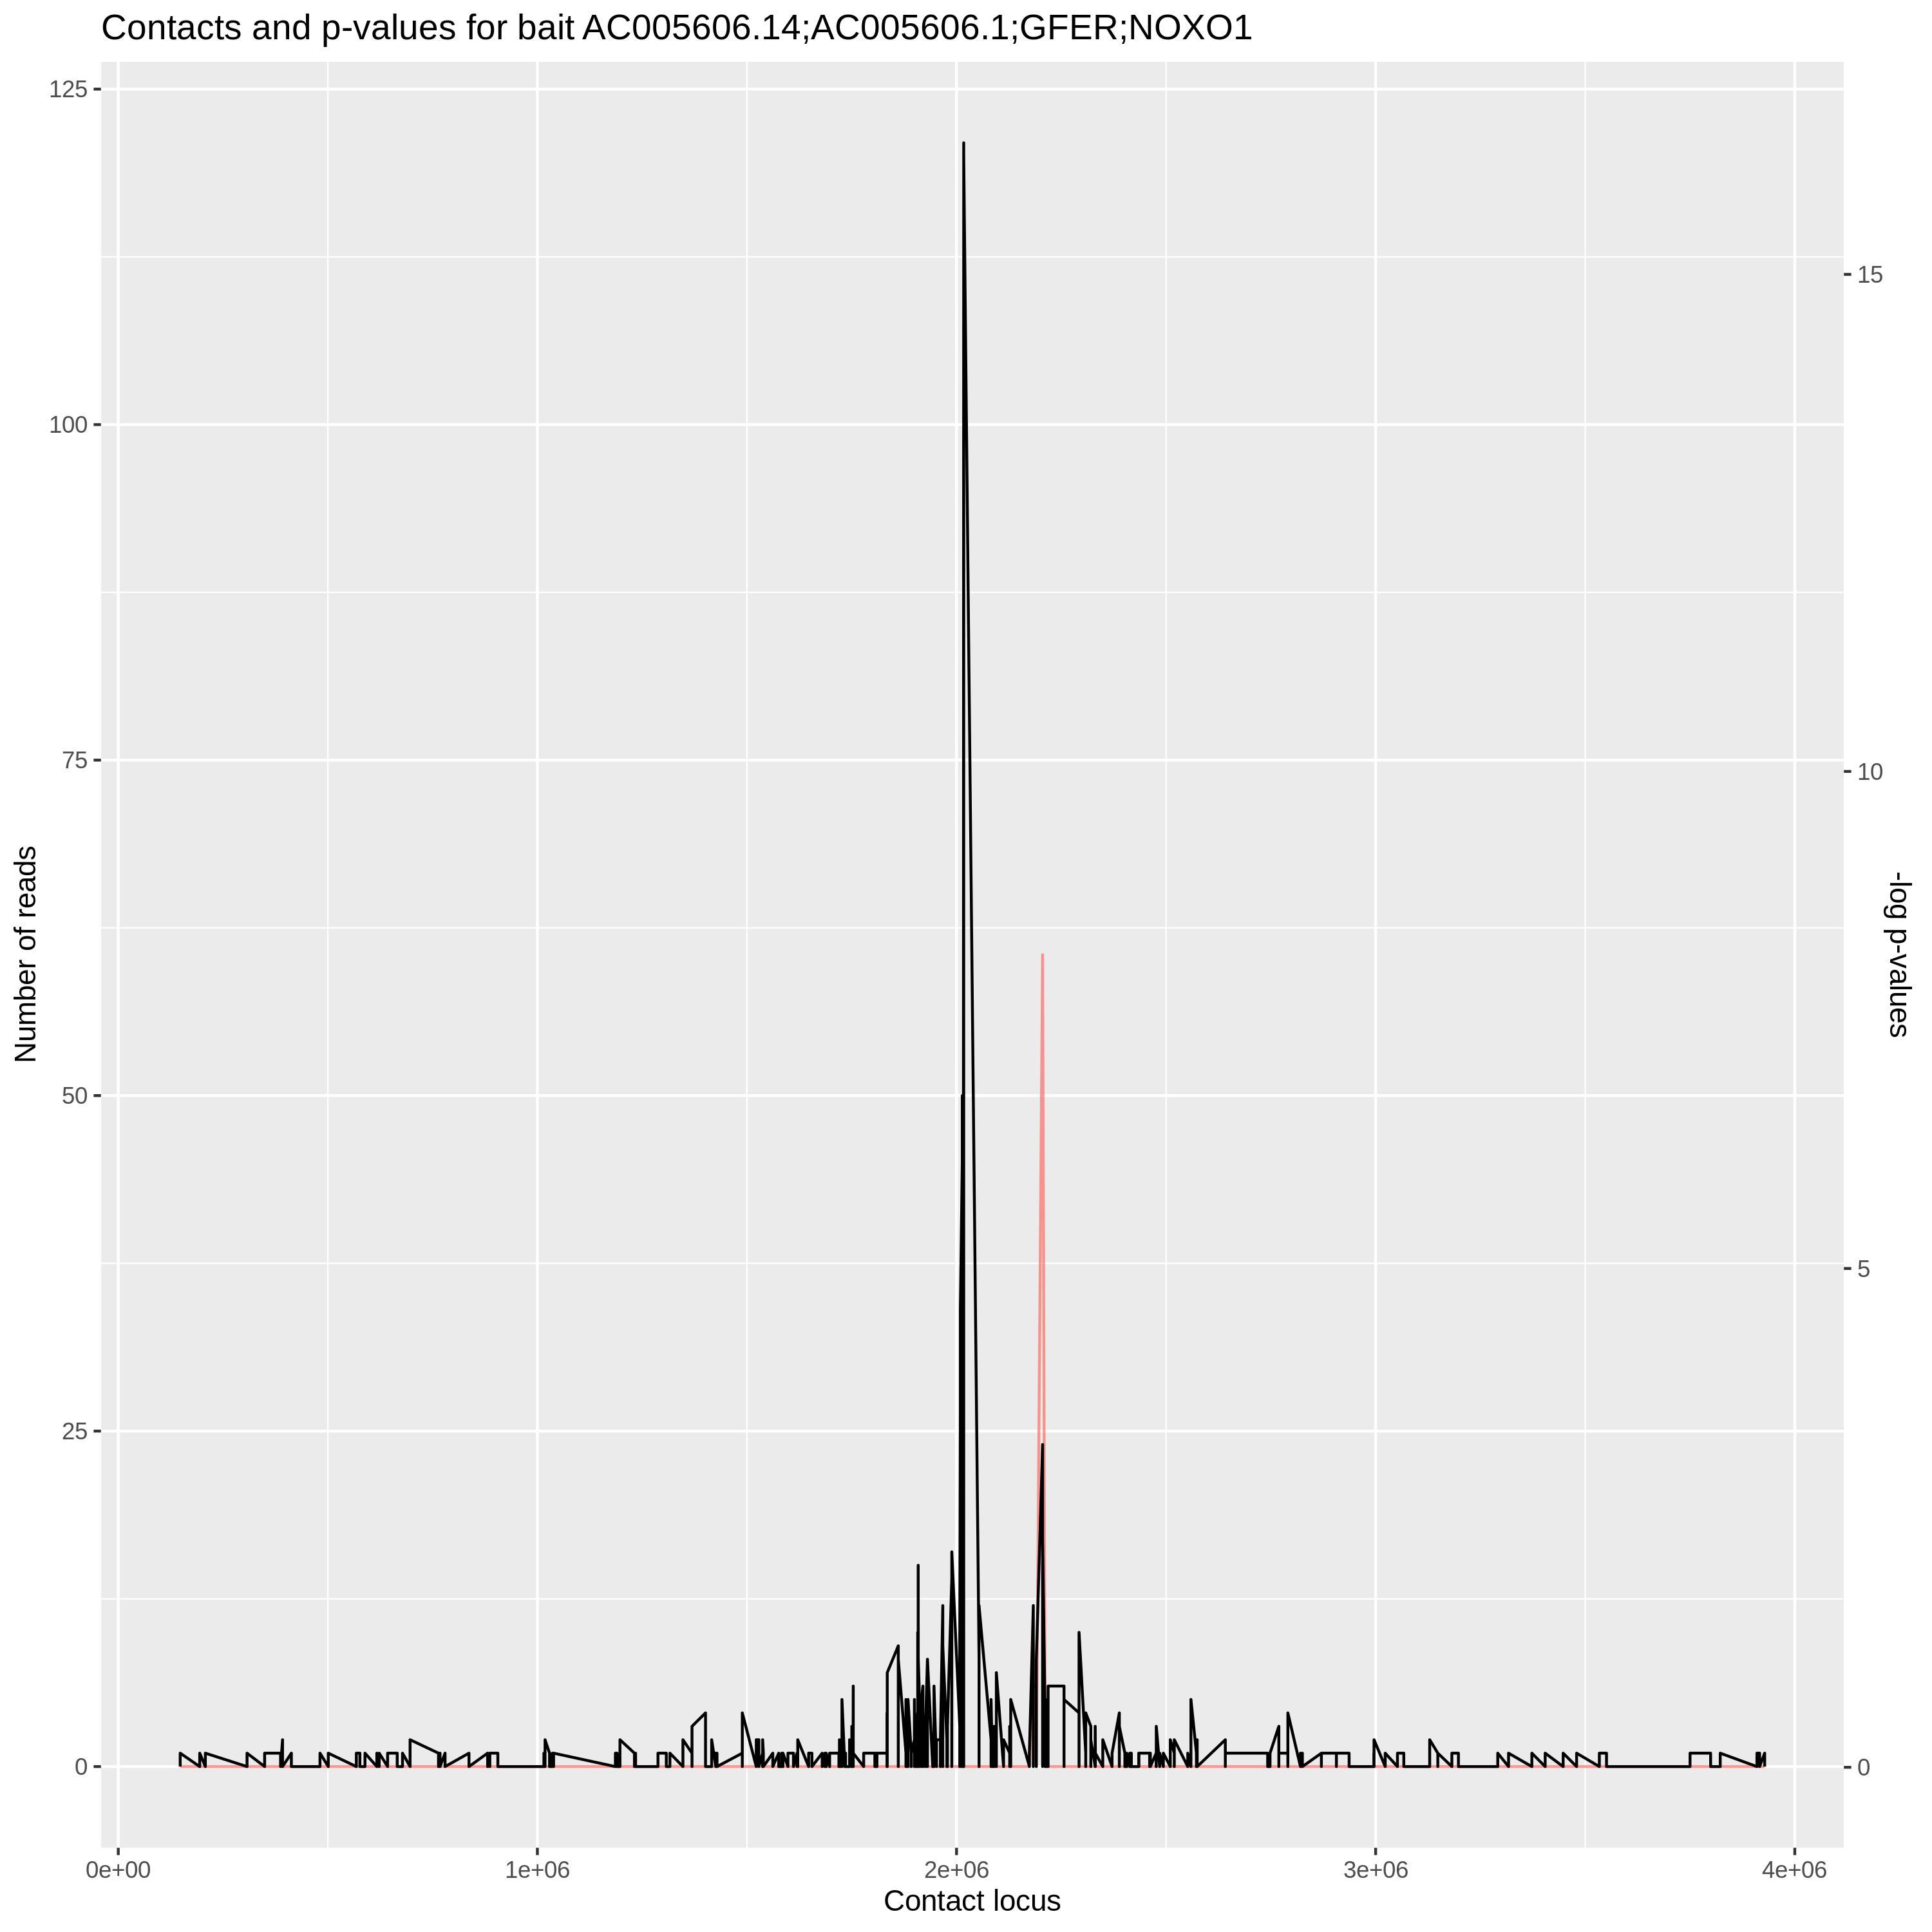 Contacts and p-values for bait AC005606.14;AC005606.1;GFER;NOXO1
125
100
75
50
25
0
Number of reads
15
10
5
0
-log p-values
0e+00 1e+06 2e+06 3e+06 4e+06
Contact locus